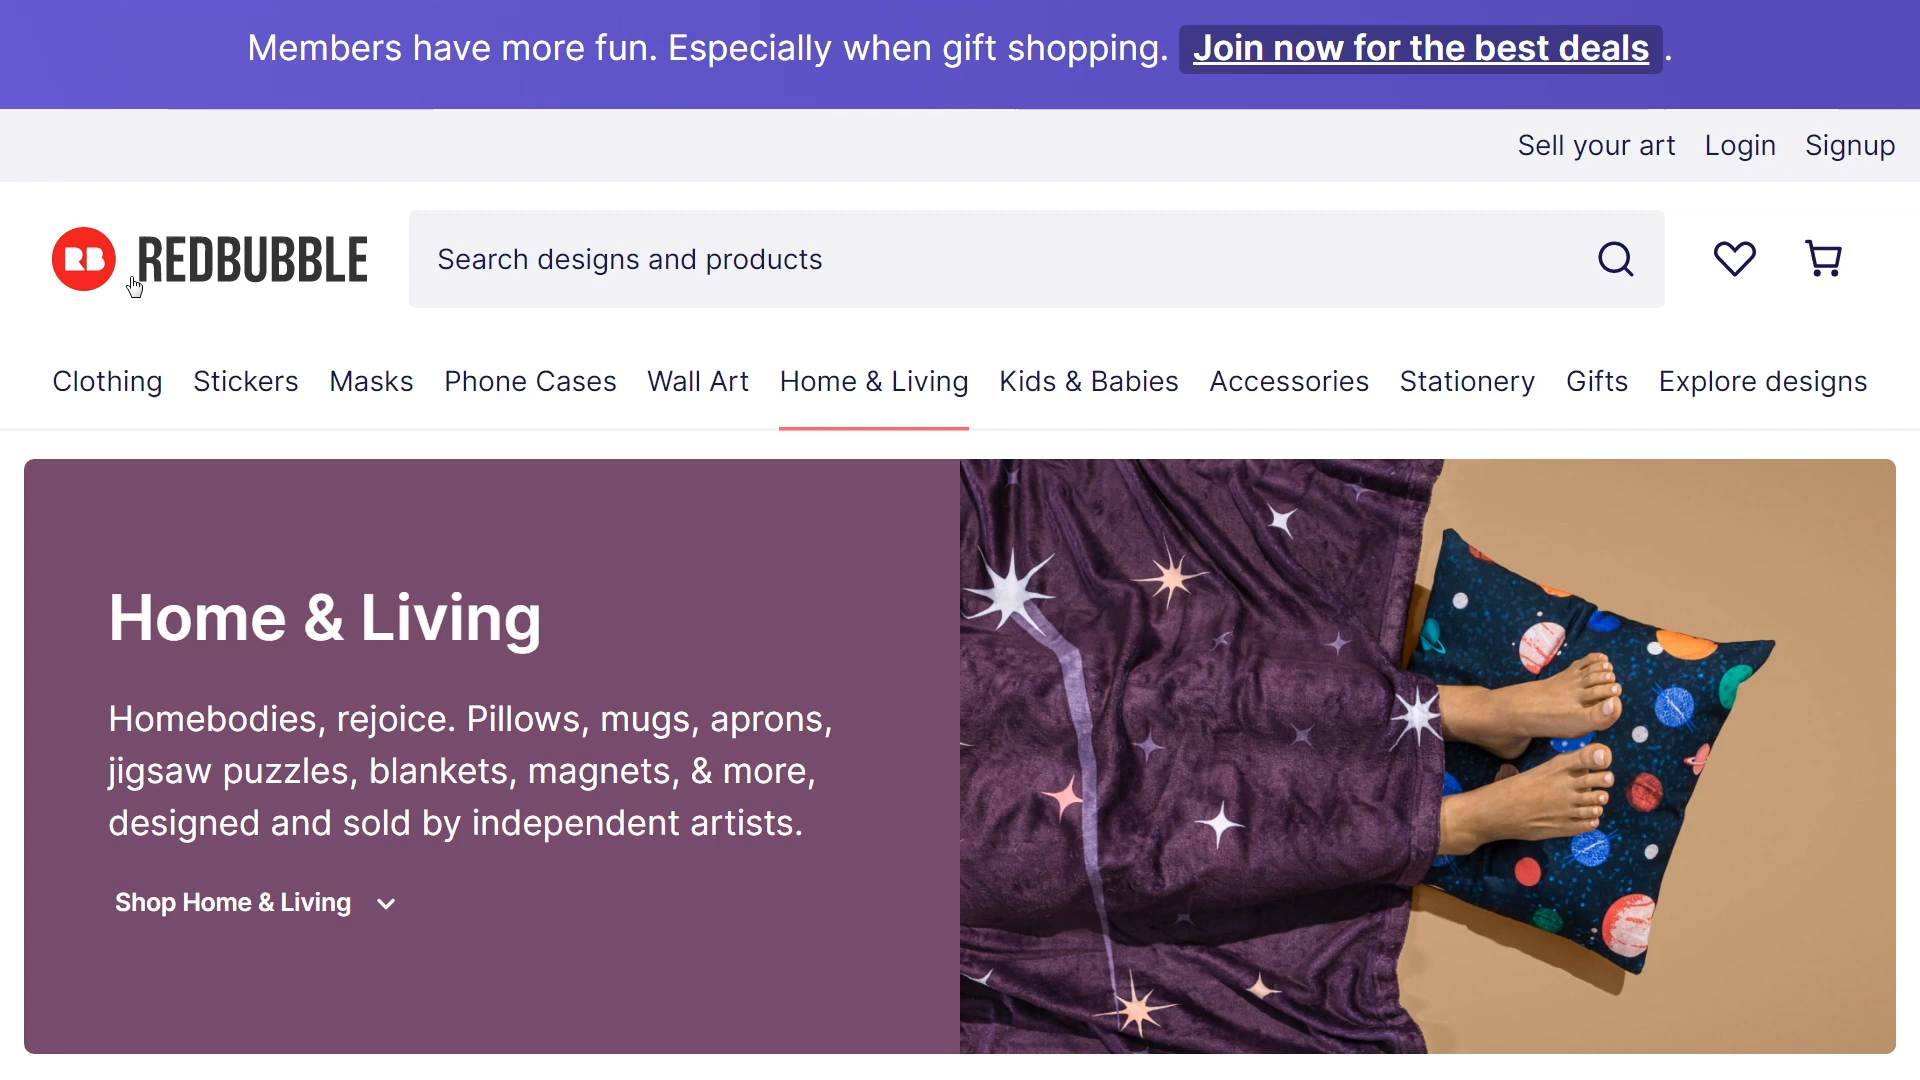 Members have more fun. Especially when gift shopping. Join now for the best deals.
Sell your art Login Signup
RB REDBUBBLE Search designs and products
Clothing Stickers Masks Phone Cases Wall Art Home & Living Kids & Babies Accessories Stationery Gifts Explore designs
Home & Living
Homebodies, rejoice. Pillows, mugs, aprons,
jigsaw puzzles, blankets, magnets, & more,
designed and sold by independent artists.
Shop Home & Living